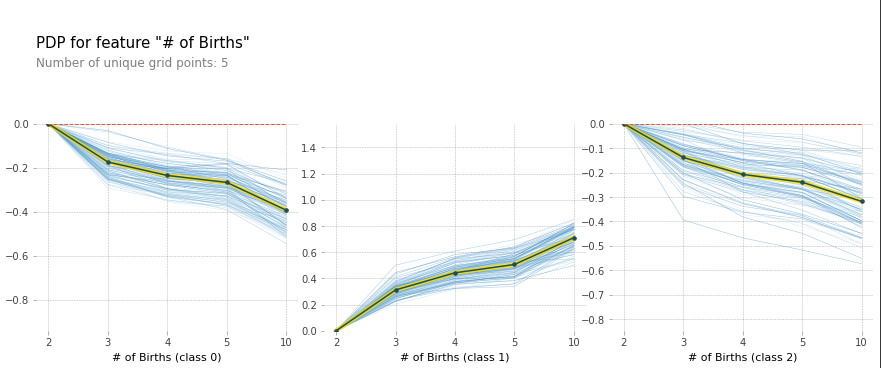 PDP for feature "# of Births"
Number of unique grid points: 5
0.0
−0.2
−0.4
−0.6
−0.8
2 3 4 5 10
# of Births (class 0)
1.4
1.2
1.0
0.8
0.6
0.4
0.2
0.0
2 3 4 5 10
# of Births (class 1)
0.0
−0.1
−0.2
−0.3
−0.4
−0.5
−0.6
−0.7
−0.8
2 3 4 5 10
# of Births (class 2)